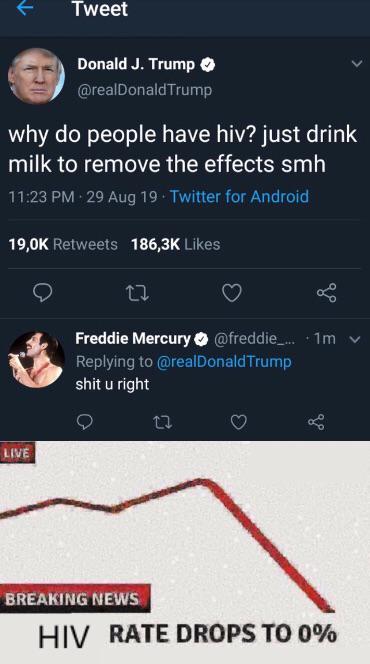 Tweet
Donald J. Trump
@realDonaldTrump
why do people have hiv? just drink
milk to remove the effects smh
11:23 PM · 29 Aug 19 · Twitter for Android
19,0K Retweets 186,3K Likes
Freddie Mercury @freddie_... · 1m
Replying to @realDonaldTrump
shit u right
LIVE
BREAKING NEWS
HIV RATE DROPS TO 0%